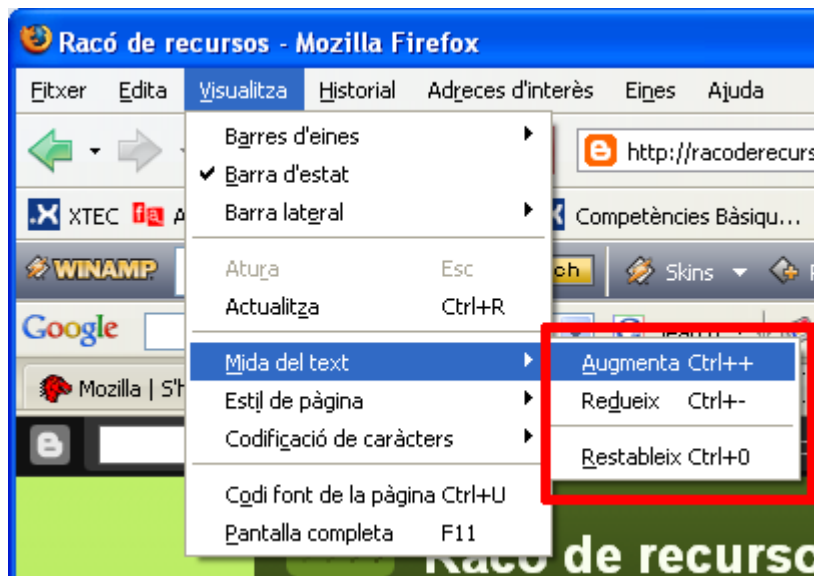 Racó de recursos - Mozilla Firefox
Fitxer Edita Visualitza Historial Adreces d'interès Eines Ajuda
Barres d'eines
http://racoderecurs
Barra d'estat
XTEC
Barra lateral
Competències Bàsiqu...
WINAMP
Atura Esc
Skins
Actualitza Ctrl+R
Google
Mida del text
Augmenta Ctrl++
Mozilla | S'h
Estil de pàgina
Redueix Ctrl+-
Codificació de caràcters
Restableix Ctrl+0
Codi font de la pàgina Ctrl+U
Pantalla completa F11
Racó de recurso